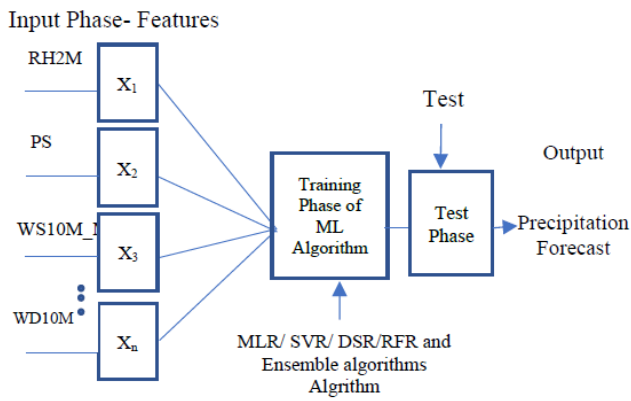 Input Phase- Features
RH2M
X1
PS
X2
WS10M_
X3
WD10M
Xn
Training
Phase of
ML
Algorithm
MLR/ SVR/ DSR/RFR and
Ensemble algorithms
Algrithm
Test
Test
Phase
Output
Precipitation
Forecast